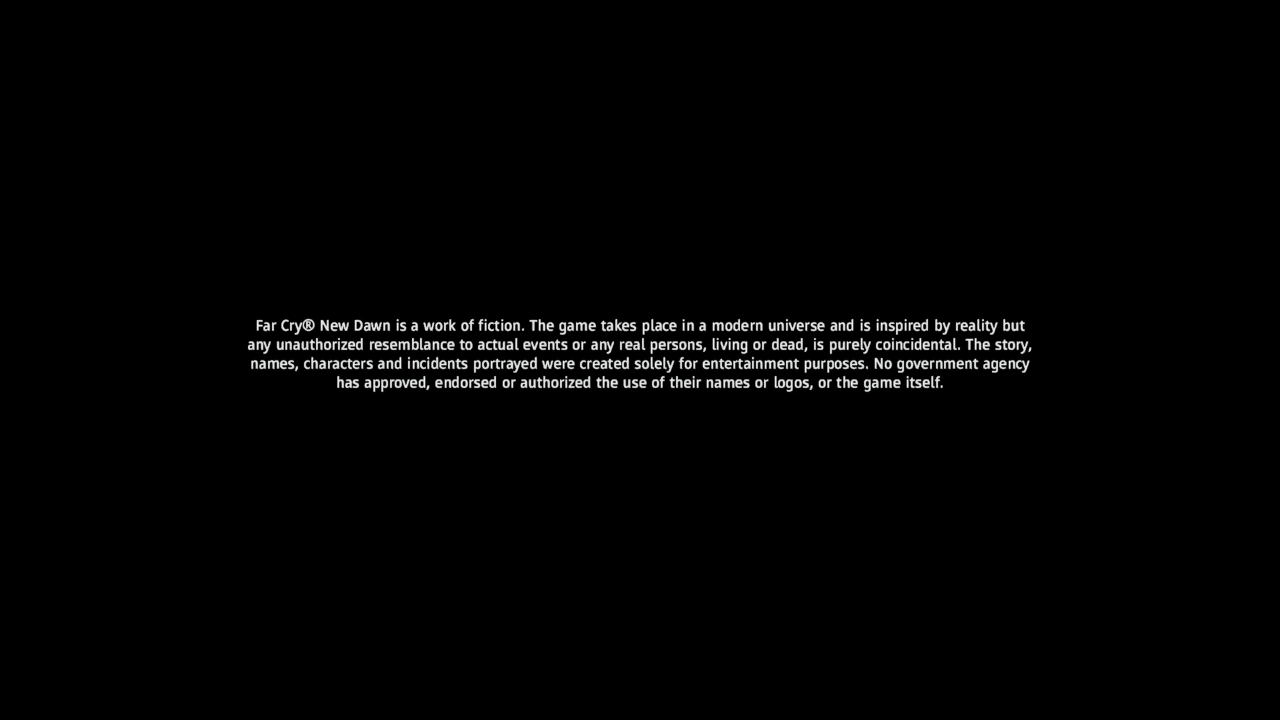 Far Cry® New Dawn is a work of fiction. The game takes place in a modern universe and is inspired by reality but
any unauthorized resemblance to actual events or any real persons, living or dead, is purely coincidental. The story,
names, characters and incidents portrayed were created solely for entertainment purposes. No government agency
has approved, endorsed or authorized the use of their names or logos, or the game itself.